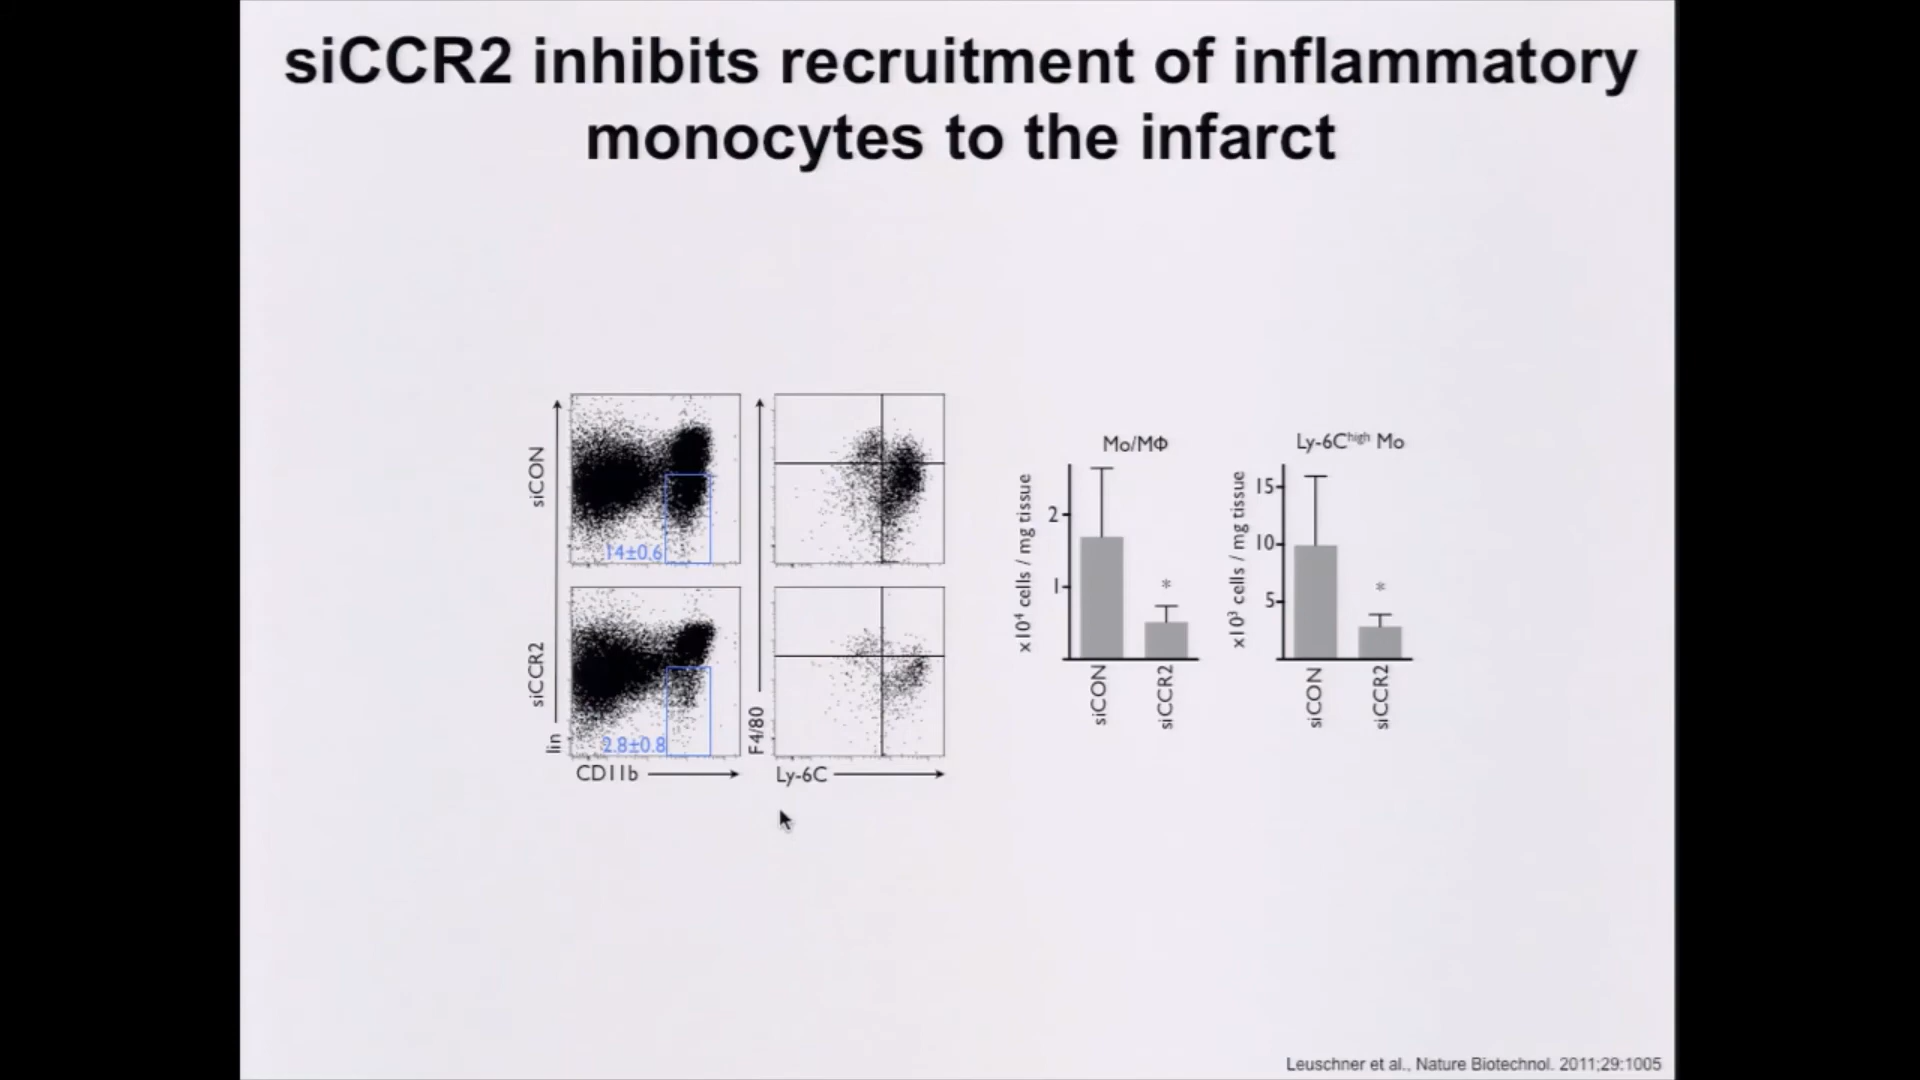 siCCR2 inhibits recruitment of inflammatory
monocytes to the infarct
siCON
14±0.6
siCCR2
2.8±0.8
lin
CD11b
F4/80
Ly-6C
Mo/MΦ
x10⁴ cells / mg tissue
2
1
*
siCON
siCCR2
Ly-6Cʰⁱᵍʰ Mo
x10³ cells / mg tissue
15
10
5
*
siCON
siCCR2
Leuschner et al., Nature Biotechnol. 2011;29:1005